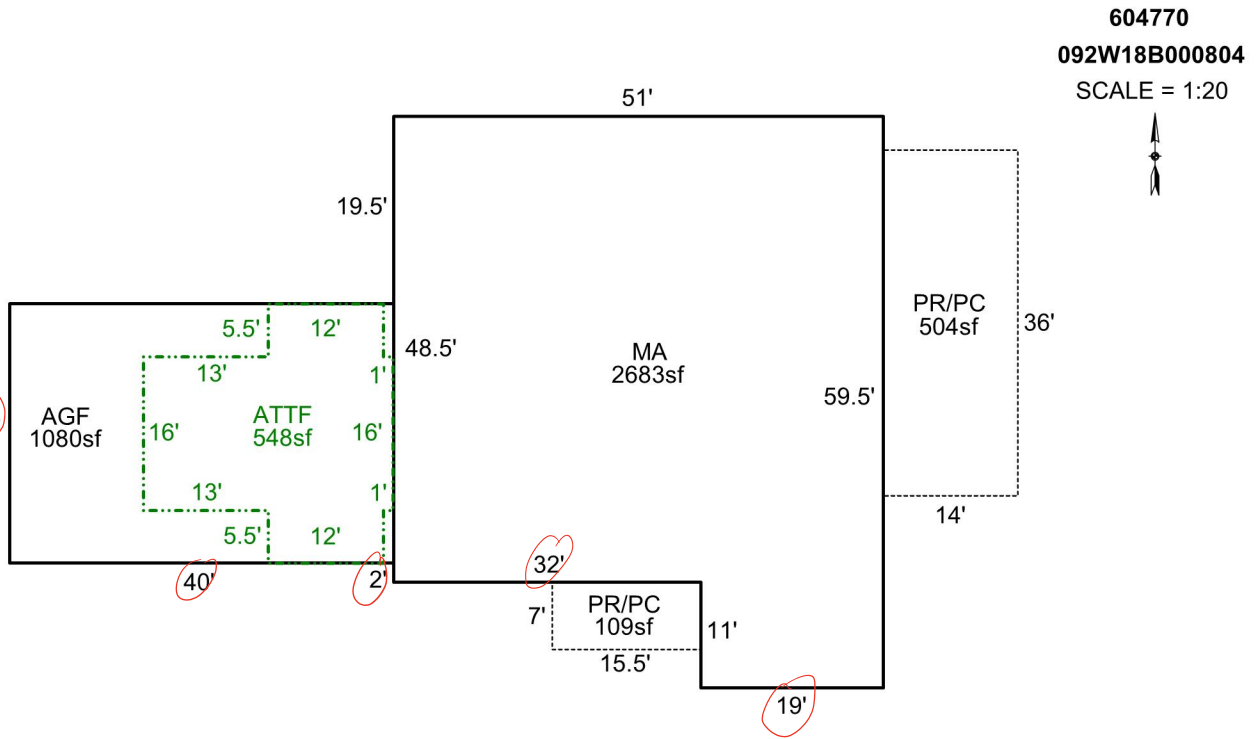 604770
092W18B000804
SCALE = 1:20
51'
19.5'
5.5'
12'
13'
1'
48.5'
MA
2683sf
PR/PC
504sf
36'
59.5'
AGF
1080sf
16'
ATTF
548sf
16'
13'
1'
5.5'
12'
14'
40'
2'
32'
7'
PR/PC
109sf
11'
15.5'
19'